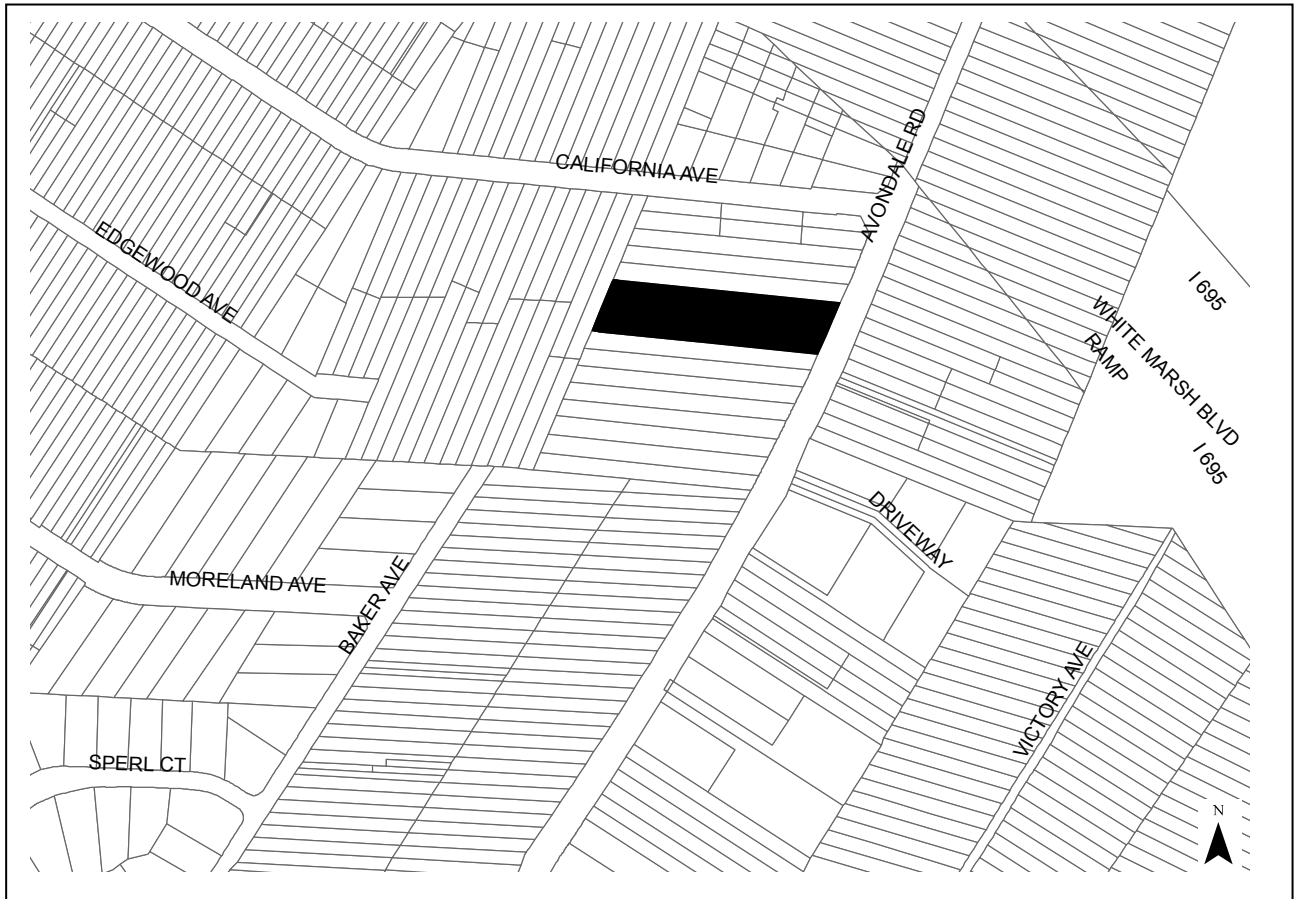 CALIFORNIA AVE
AVONDALE RD
EDGEWOOD AVE
I 695
WHITE MARSH BLVD
RAMP
I 695
DRIVEWAY
MORELAND AVE
BAKER AVE
VICTORY AVE
SPERL CT
N